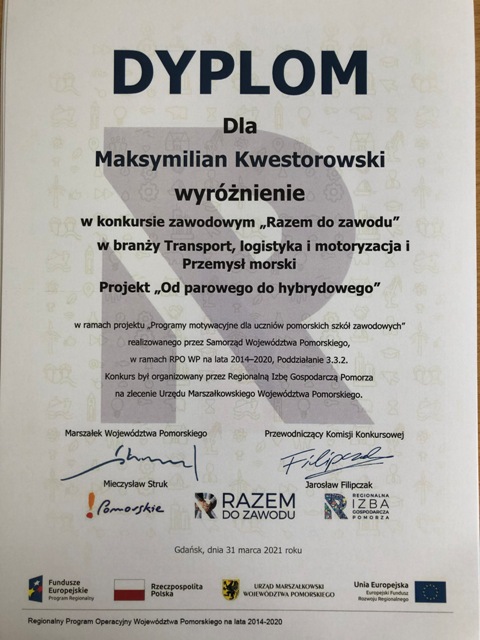 DYPLOM
Dla
Maksymilian Kwestorowski
wyróżnienie
w konkursie zawodowym „Razem do zawodu”
w branży Transport, logistyka i motoryzacja i
Przemysł morski
Projekt „Od parowego do hybrydowego”
w ramach projektu „Programy motywacyjne dla uczniów pomorskich szkół zawodowych”
realizowanego przez Samorząd Województwa Pomorskiego,
w ramach RPO WP na lata 2014–2020, Poddziałanie 3.3.2.
Konkurs był organizowany przez Regionalną Izbę Gospodarczą Pomorza
na zlecenie Urzędu Marszałkowskiego Województwa Pomorskiego.
Marszałek Województwa Pomorskiego
Przewodniczący Komisji Konkursowej
Filipczak
Mieczysław Struk
Jarosław Filipczak
! Pomorskie
RAZEM
DO ZAWODU
REGIONALNA
IZBA
GOSPODARCZA
POMORZA
Gdańsk, dnia 31 marca 2021 roku
Fundusze
Europejskie
Program Regionalny
Rzeczpospolita
Polska
URZĄD MARSZAŁKOWSKI
WOJEWÓDZTWA POMORSKIEGO
Unia Europejska
Europejski Fundusz
Rozwoju Regionalnego
Regionalny Program Operacyjny Województwa Pomorskiego na lata 2014-2020